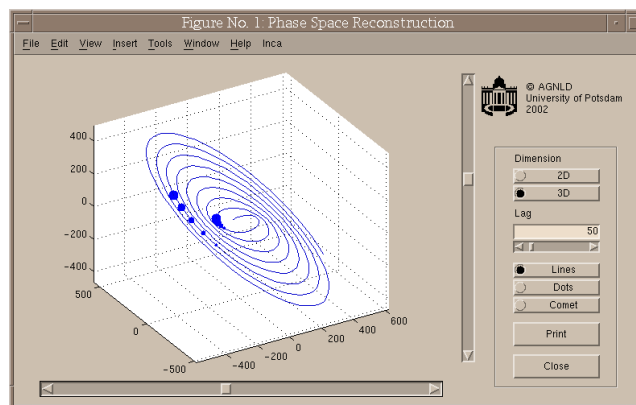 Figure No. 1: Phase Space Reconstruction
File Edit View Insert Tools Window Help Inca
© AGNLD
University of Potsdam
2002
400
200
0
-200
-400
500
0
-500
-400
-200
0
200
400
600
Dimension
2D
3D
Lag
50
Lines
Dots
Comet
Print
Close